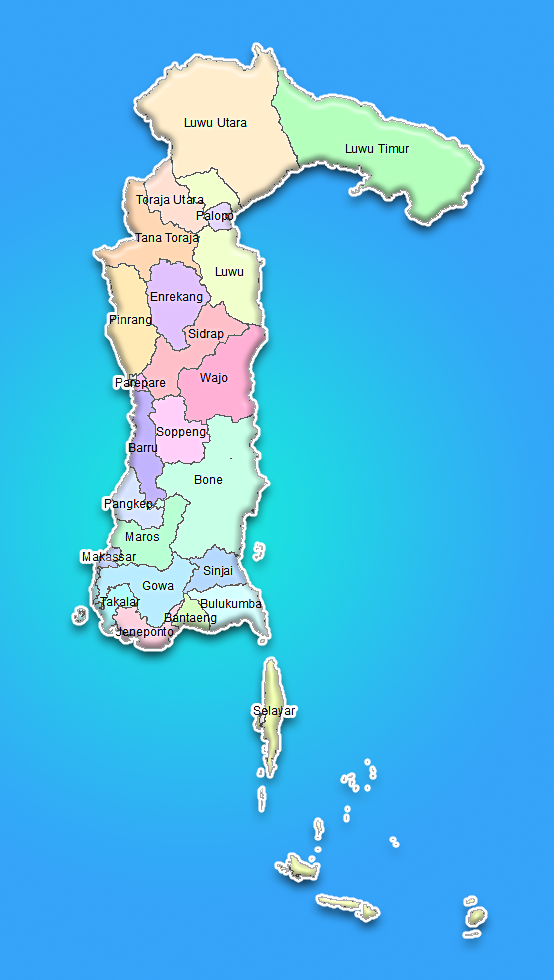 Luwu Utara
Luwu Timur
Toraja Utara
Palopo
Tana Toraja
Luwu
Enrekang
Pinrang
Sidrap
Wajo
Parepare
Soppeng
Barru
Bone
Pangkep
Maros
Makassar
Sinjai
Gowa
Takalar
Bulukumba
Bantaeng
Jeneponto
Selayar